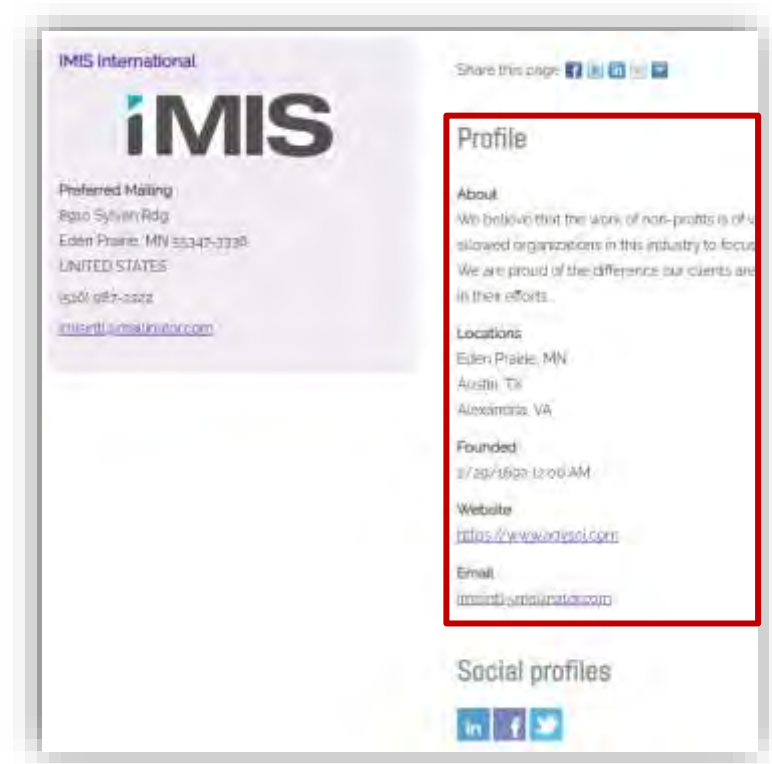 IMIS International
iMIS
Preferred Mailing
Sylvan Rdg
Eden Prairie, MN
UNITED STATES
Share this page:
Profile
About
We believe that the work of non-profits is of
allowed organizations in this industry to focus
We are proud of the difference our clients are
in their efforts.
Locations
Eden Prairie, MN
Austin, TX
Alexandria, VA
Founded
12:00 AM
Website
Email
Social profiles